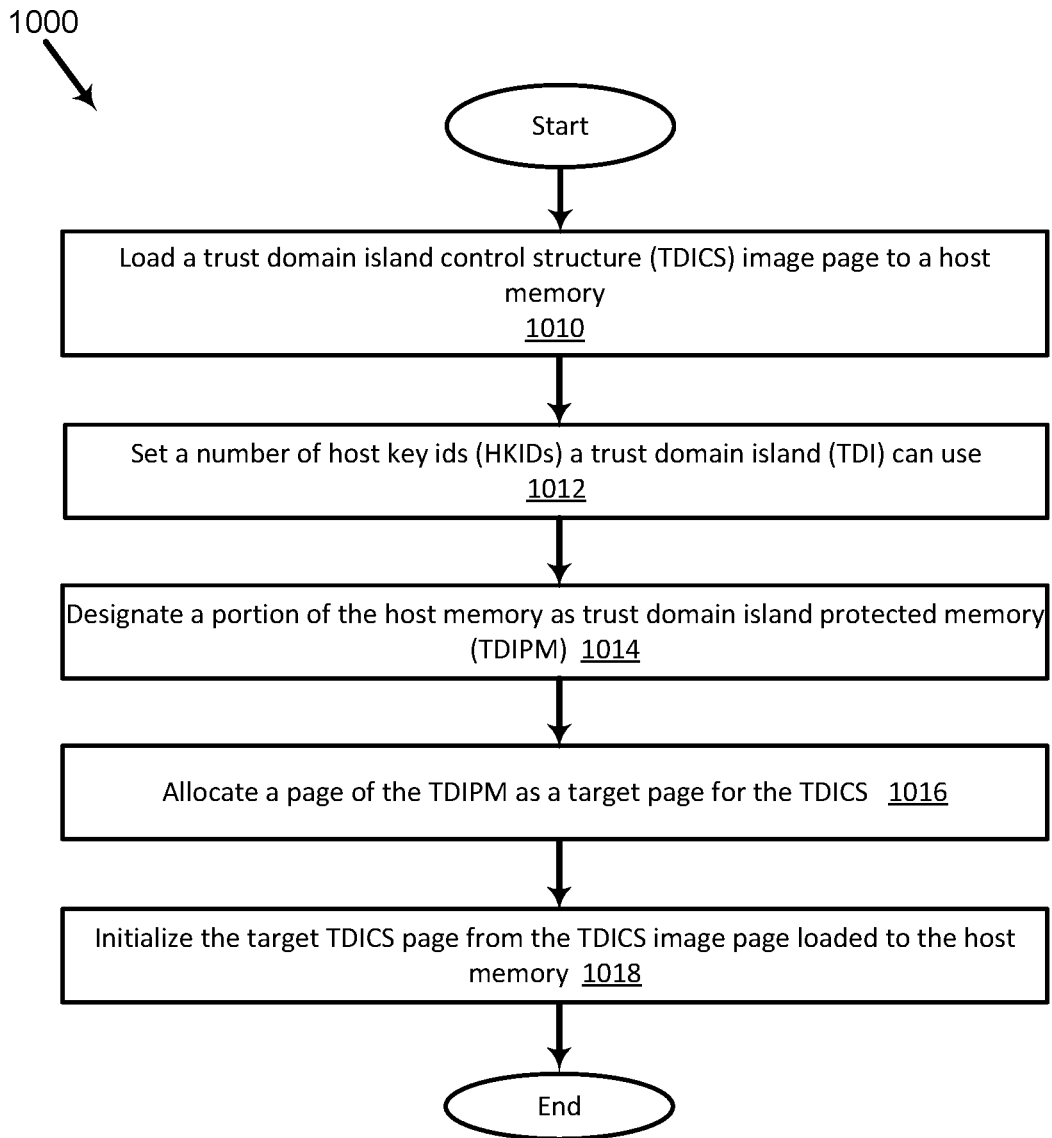 1000
Start
Load a trust domain island control structure (TDICS) image page to a host
memory
1010
Set a number of host key ids (HKIDs) a trust domain island (TDI) can use
1012
Designate a portion of the host memory as trust domain island protected memory
(TDIPM) 1014
Allocate a page of the TDIPM as a target page for the TDICS 1016
Initialize the target TDICS page from the TDICS image page loaded to the host
memory 1018
End